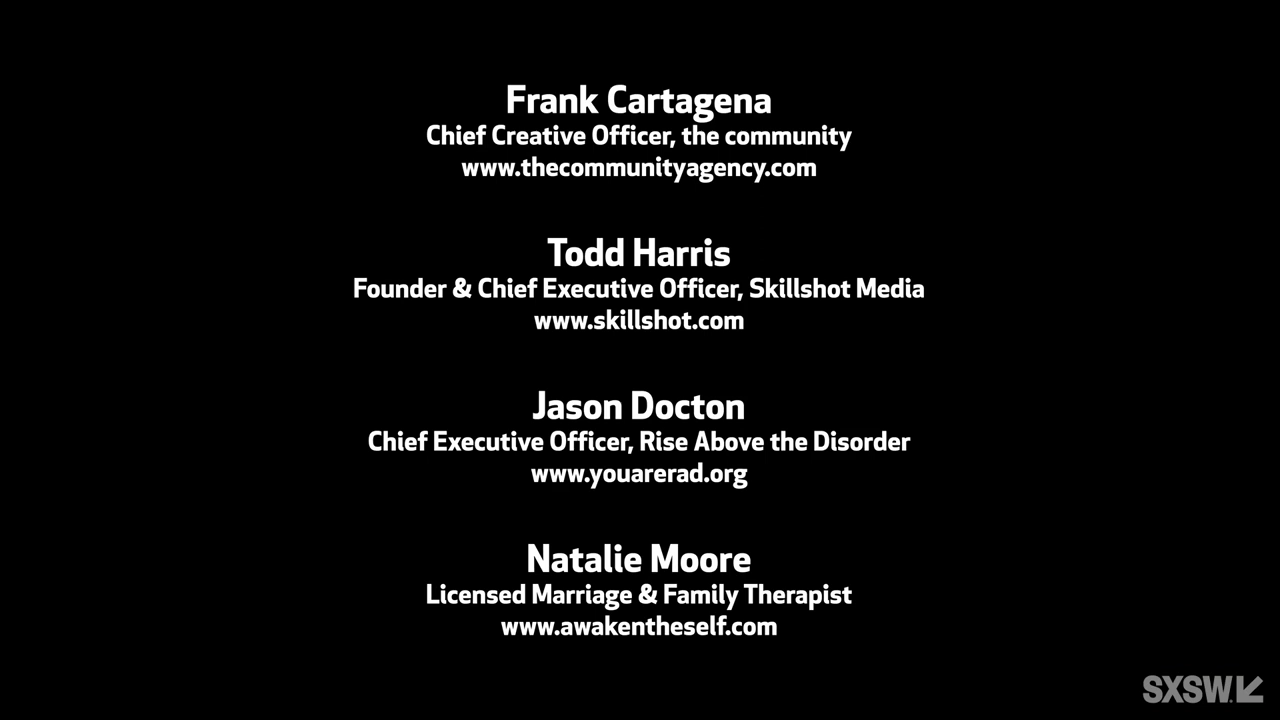 Frank Cartagena
Chief Creative Officer, the community
www.thecommunityagency.com
Todd Harris
Founder & Chief Executive Officer, Skillshot Media
www.skillshot.com
Jason Docton
Chief Executive Officer, Rise Above the Disorder
www.youarerad.org
Natalie Moore
Licensed Marriage & Family Therapist
www.awakentheself.com
SXSW.